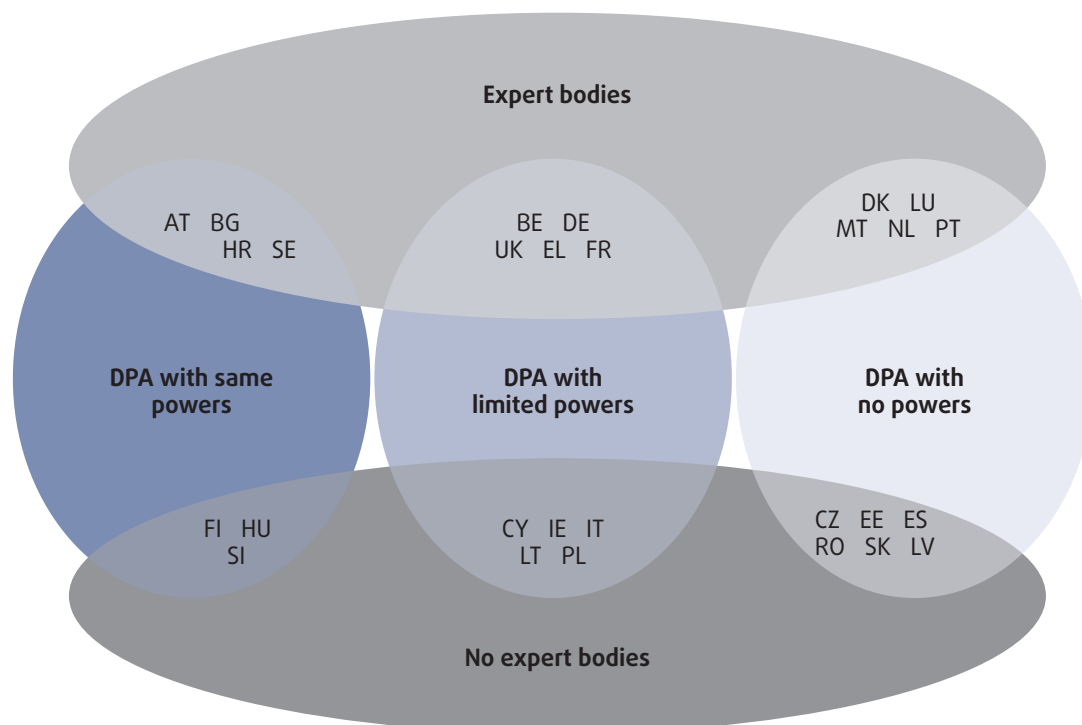 Expert bodies
AT BG
HR SE
BE DE
UK EL FR
DK LU
MT NL PT
DPA with same
powers
DPA with
limited powers
DPA with
no powers
FI HU
SI
CY IE IT
LT PL
CZ EE ES
RO SK LV
No expert bodies